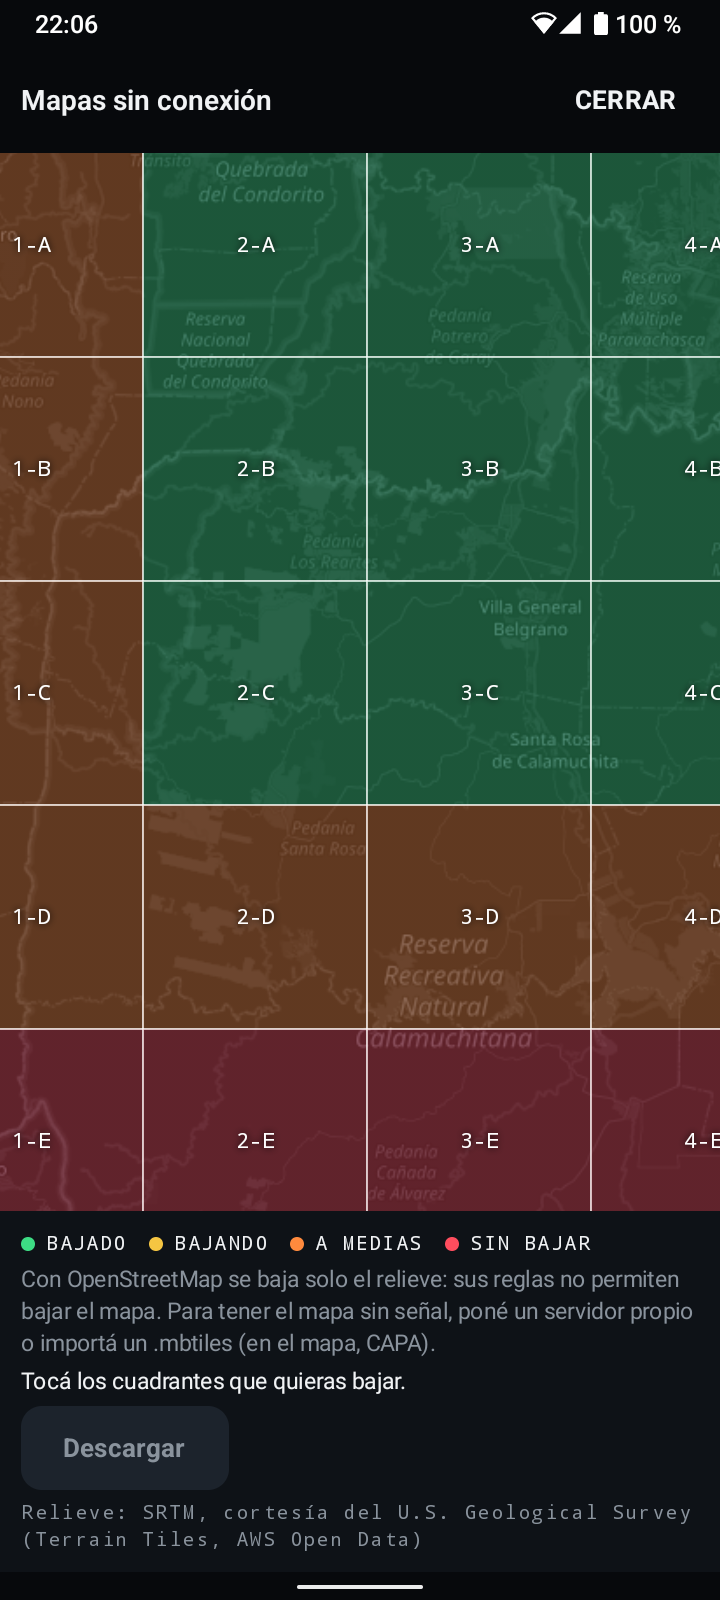 22:06
100 %
Mapas sin conexión
CERRAR
Tránsito
Quebrada
del Condorito
1-A
2-A
3-A
4-A
Reserva
de Uso
Múltiple
Paravachasca
Reserva
Nacional
Quebrada
del Condorito
Pedanía
Potrero
de Garay
Pedanía
Nono
1-B
2-B
3-B
4-B
Pedanía
Los Reartes
Villa General
Belgrano
1-C
2-C
3-C
4-C
Santa Rosa
de Calamuchita
Pedanía
Santa Rosa
1-D
2-D
3-D
4-D
Reserva
Recreativa
Natural
Calamuchitana
1-E
2-E
3-E
4-E
Pedanía
Cañada
de Álvarez
BAJADO
BAJANDO
A MEDIAS
SIN BAJAR
Con OpenStreetMap se baja solo el relieve: sus reglas no permiten
bajar el mapa. Para tener el mapa sin señal, poné un servidor propio
o importá un .mbtiles (en el mapa, CAPA).
Tocá los cuadrantes que quieras bajar.
Descargar
Relieve: SRTM, cortesía del U.S. Geological Survey
(Terrain Tiles, AWS Open Data)